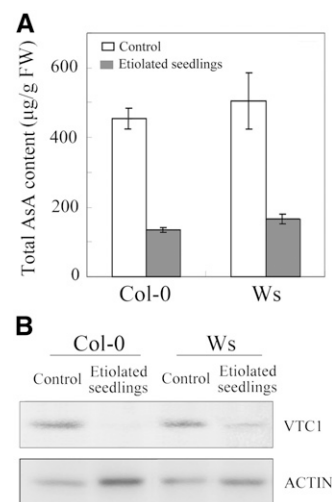 A
Total AsA content (µg/g FW)
600
400
200
0
Control
Etiolated seedlings
Col-0
Ws
B
Col-0
Ws
Control
Etiolated seedlings
Control
Etiolated seedlings
VTC1
ACTIN